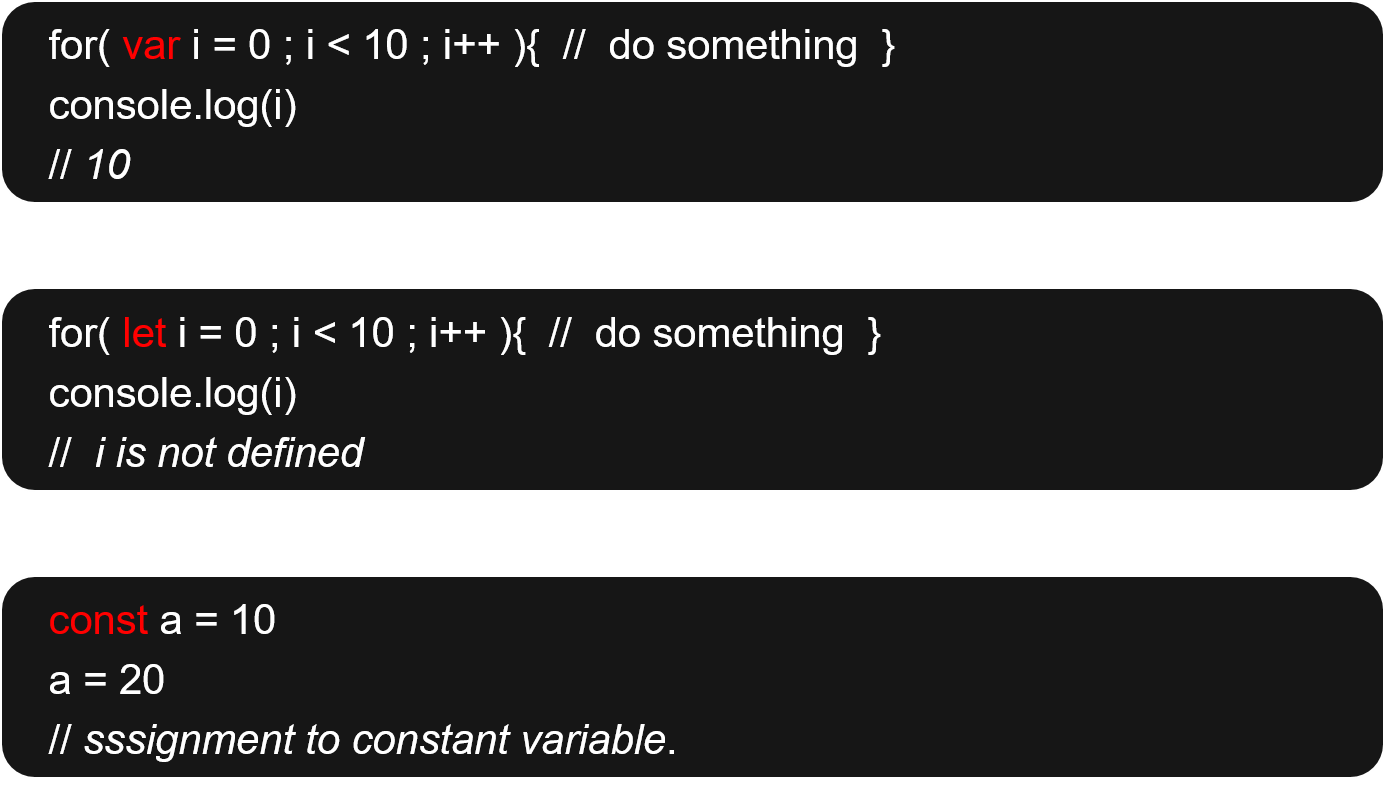 for( var i = 0 ; i < 10 ; i++ ){  //  do something  }
console.log(i)
// 10
for( let i = 0 ; i < 10 ; i++ ){  //  do something  }
console.log(i)
//  i is not defined
const a = 10
a = 20
// sssignment to constant variable.